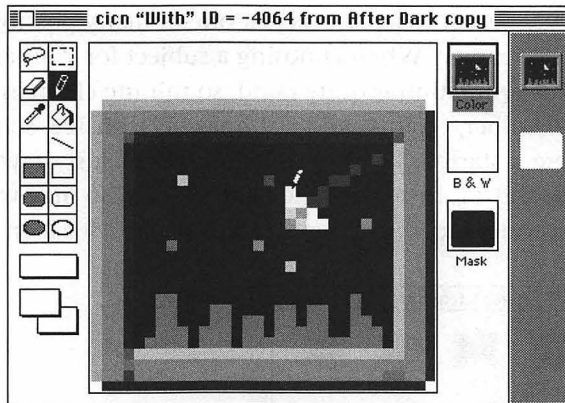 cicn “With” ID = -4064 from After Dark copy
Color
B & W
Mask